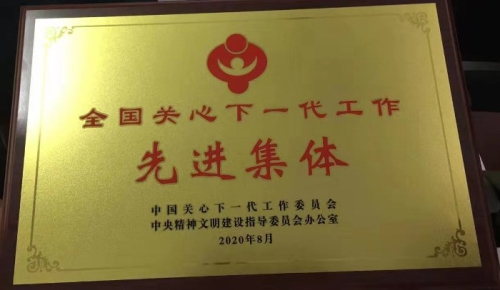 全国关心下一代工作
先进集体
中国关心下一代工作委员会
中央精神文明建设指导委员会办公室
2020年8月